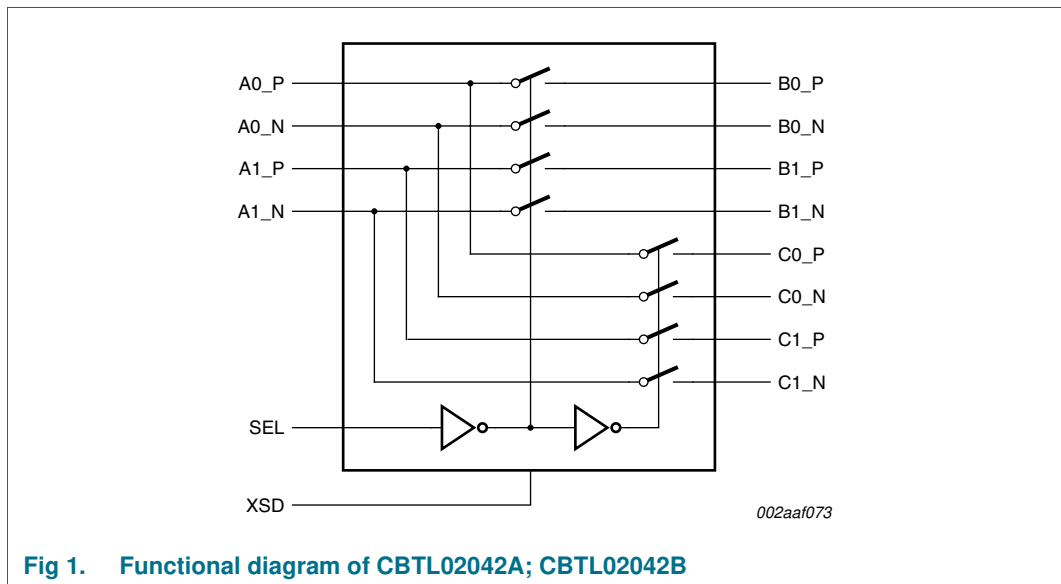 A0_P
B0_P
A0_N
B0_N
A1_P
B1_P
A1_N
B1_N
C0_P
C0_N
C1_P
C1_N
SEL
XSD
002aaf073
Fig 1. Functional diagram of CBTL02042A; CBTL02042B